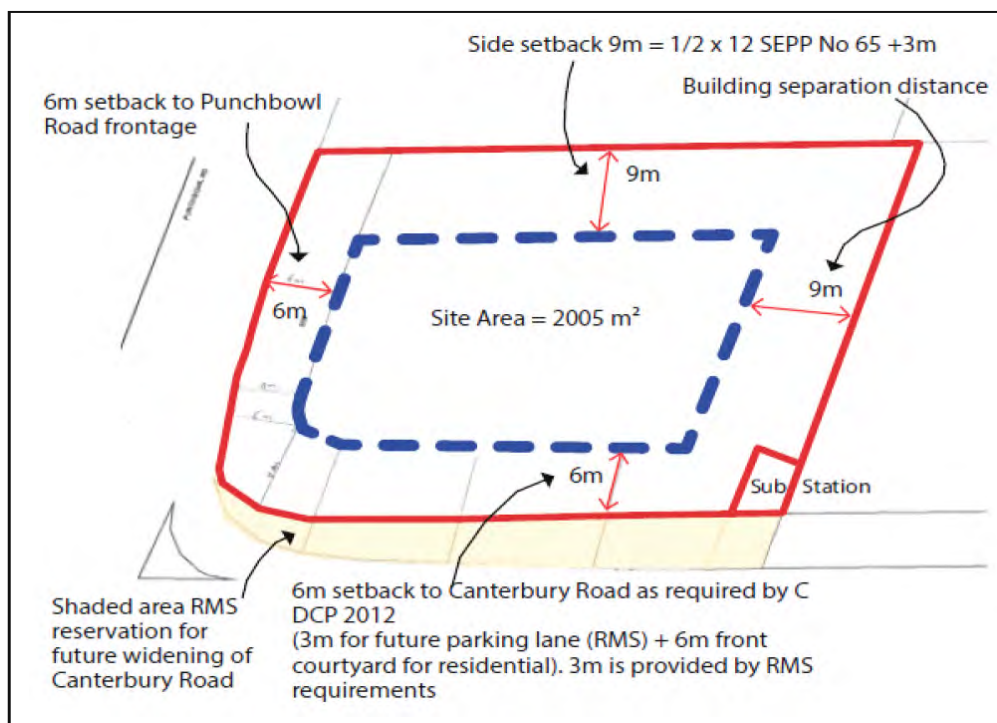 Side setback 9m = 1/2 x 12 SEPP No 65 +3m
6m setback to Punchbowl
Road frontage
Building separation distance
PUNCHBOWL RD
9m
6m
9m
Site Area = 2005 m²
6m
Sub Station
Shaded area RMS
reservation for
future widening of
Canterbury Road
6m setback to Canterbury Road as required by C
DCP 2012
(3m for future parking lane (RMS) + 6m front
courtyard for residential). 3m is provided by RMS
requirements